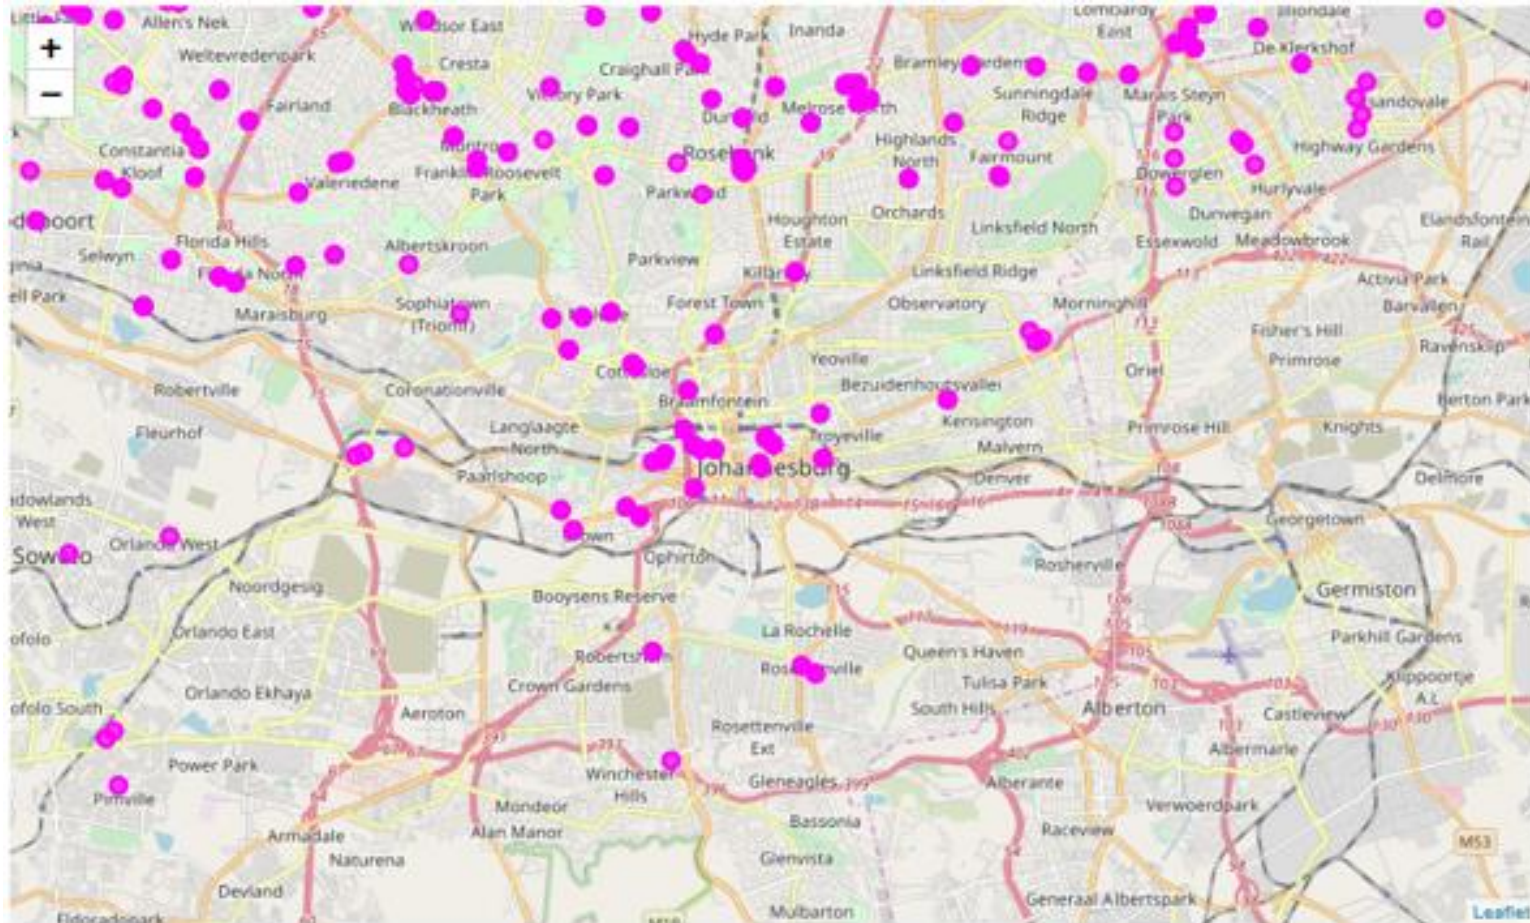 Allen's Nek
Windsor East
Hyde Park
Inanda
Lombardy
East
De Klerkshof
+
−
Weltevredenpark
Cresta
Craighall Park
Bramley Gardens
Fairland
Blackheath
Victory Park
Melrose North
Sunningdale
Ridge
Marais Steyn
Park
Constantia
Kloof
Rosebank
Highlands
North
Fairmount
Highway Gardens
Valeriedene
Franklin Roosevelt
Park
Parkwood
Dowerglen
Hurlyvale
Houghton
Estate
Orchards
Linksfield North
Dunvegan
Elandsfontein
Rail
Florida Hills
Albertskroon
Essexwold
Meadowbrook
Selwyn
Florida North
Parkview
Killarney
Linksfield Ridge
Activia Park
Sophiatown
(Triomf)
Forest Town
Observatory
Morninghill
Barvallen
Maraisburg
Fisher's Hill
Ravensklip
Yeoville
Primrose
Robertville
Coronationville
Bezuidenhoutsvallei
Oriel
Braamfontein
Fleurhof
Langlaagte
North
Troyeville
Kensington
Primrose Hill
Knights
Malvern
Paarlshoop
Johannesburg
Denver
Delmore
West
Georgetown
Soweto
Orlando West
Ophirton
Rosherville
Noordgesig
Booysens Reserve
Germiston
Orlando East
La Rochelle
Parkhill Gardens
Robertsham
Queen's Haven
Crown Gardens
Tulisa Park
Klippoortje
A.L
Orlando Ekhaya
Aeroton
South Hills
Alberton
Castleview
Rosettenville
Ext
Albermarle
Power Park
Winchester
Hills
Gleneagles
Alberante
Pimville
Mondeor
Verwoerdpark
Armadale
Alan Manor
Bassonia
Raceview
M53
Naturena
Glenvista
Devland
Generaal Albertspark
Eldoradopark
Mulbarton
Leaflet